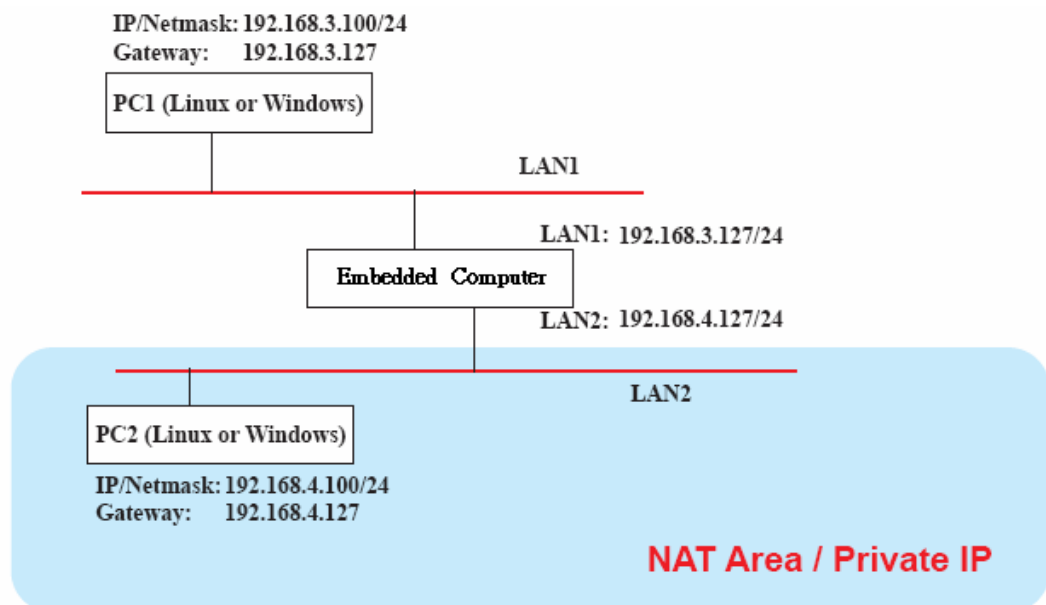 IP/Netmask: 192.168.3.100/24
Gateway: 192.168.3.127
PC1 (Linux or Windows)
LAN1
LAN1: 192.168.3.127/24
Embedded Computer
LAN2: 192.168.4.127/24
LAN2
PC2 (Linux or Windows)
IP/Netmask: 192.168.4.100/24
Gateway: 192.168.4.127
NAT Area / Private IP